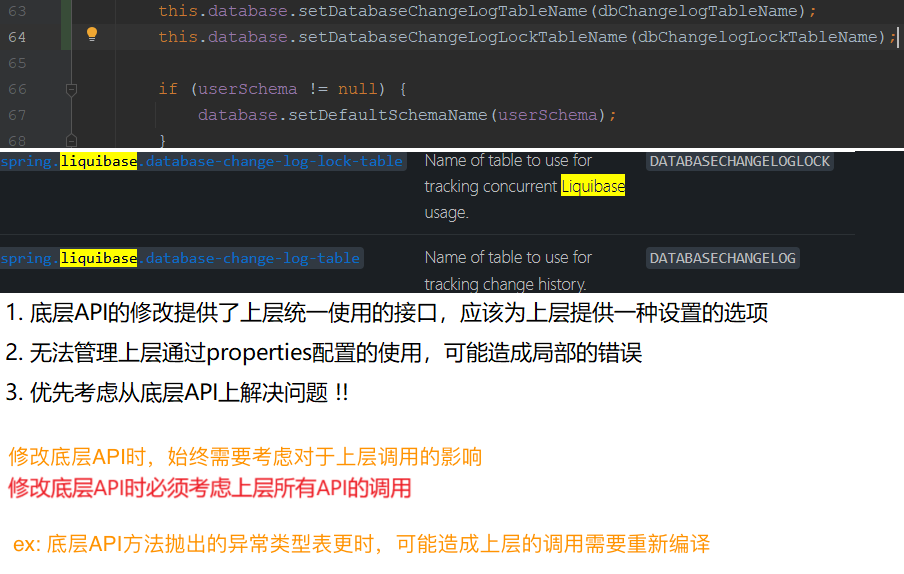 63 this.database.setDatabaseChangeLogTableName(dbChangelogTableName);
64 this.database.setDatabaseChangeLogLockTableName(dbChangelogLockTableName);
65
66 if (userSchema != null) {
67 database.setDefaultSchemaName(userSchema);
68 }
spring.liquibase.database-change-log-lock-table Name of table to use for DATABASECHANGELOGLOCK
tracking concurrent Liquibase
usage.
spring.liquibase.database-change-log-table Name of table to use for DATABASECHANGELOG
tracking change history.
1. 底层API的修改提供了上层统一使用的接口，应该为上层提供一种设置的选项
2. 无法管理上层通过properties配置的使用，可能造成局部的错误
3. 优先考虑从底层API上解决问题 !!
修改底层API时，始终需要考虑对于上层调用的影响
修改底层API时必须考虑上层所有API的调用
ex: 底层API方法抛出的异常类型表更时，可能造成上层的调用需要重新编译